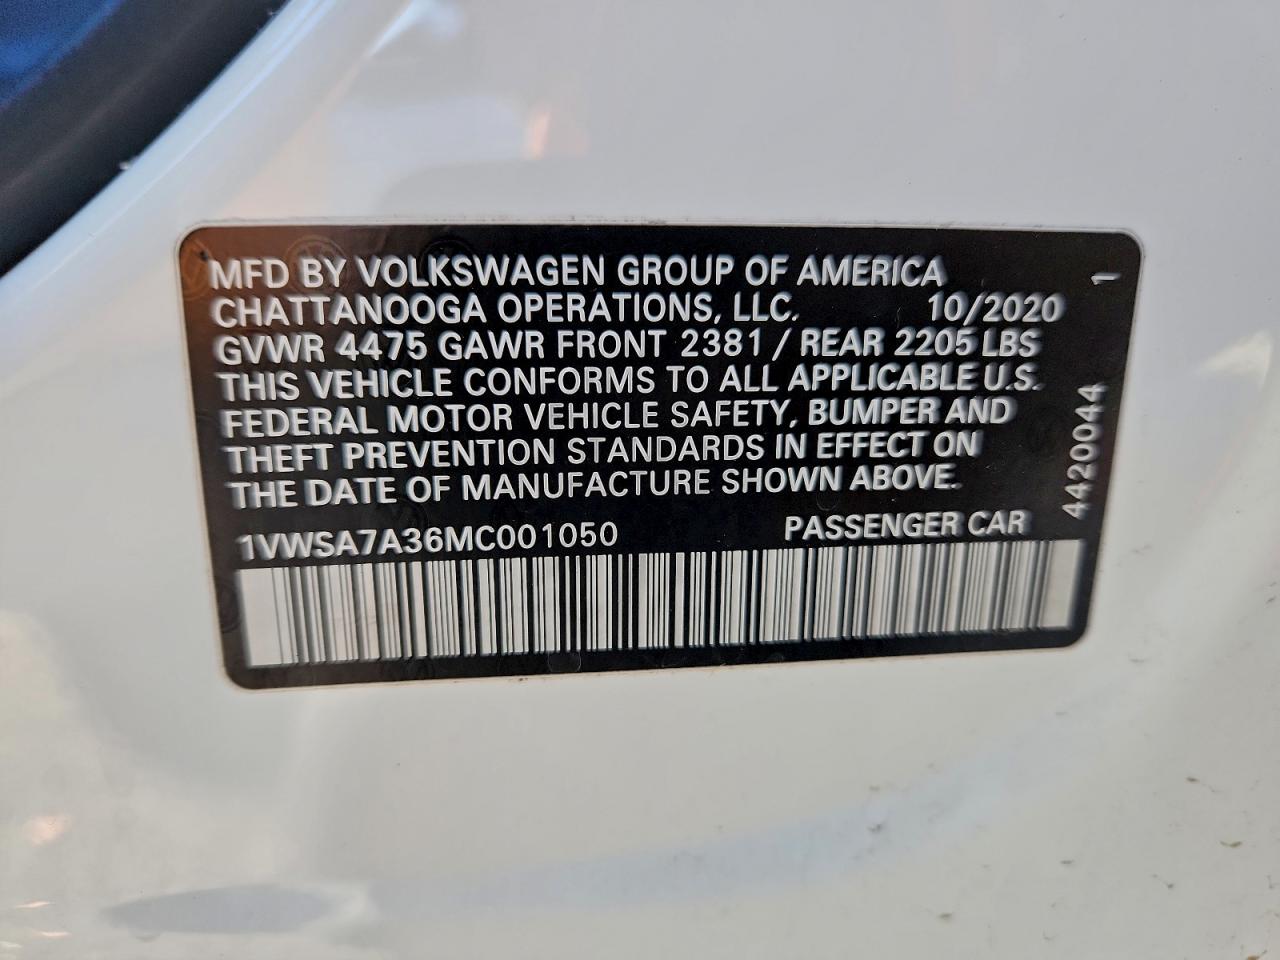 MFD BY VOLKSWAGEN GROUP OF AMERICA 1
CHATTANOOGA OPERATIONS, LLC. 10/2020
GVWR 4475 GAWR FRONT 2381 / REAR 2205 LBS
THIS VEHICLE CONFORMS TO ALL APPLICABLE U.S.
FEDERAL MOTOR VEHICLE SAFETY, BUMPER AND
THEFT PREVENTION STANDARDS IN EFFECT ON
THE DATE OF MANUFACTURE SHOWN ABOVE.
1VWSA7A36MC001050 PASSENGER CAR
4420044